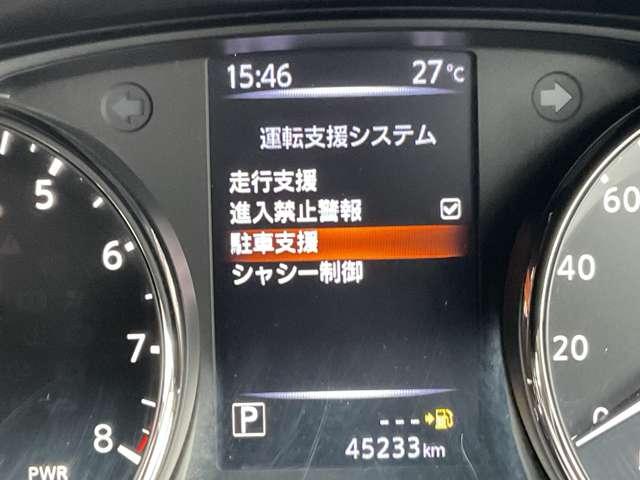 15:46 27℃
運転支援システム
走行支援
進入禁止警報
駐車支援
シャシー制御
P ---
45233km
5
6
7
8
PWR
60
40
20
0